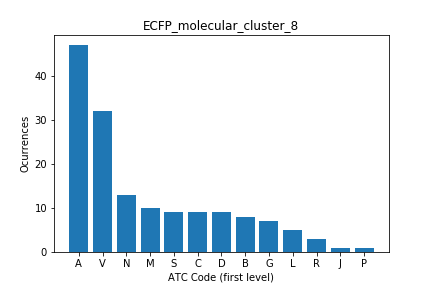 ECFP_molecular_cluster_8
Ocurrences
40
30
20
10
0
A V N M S C D B G L R J P
ATC Code (first level)